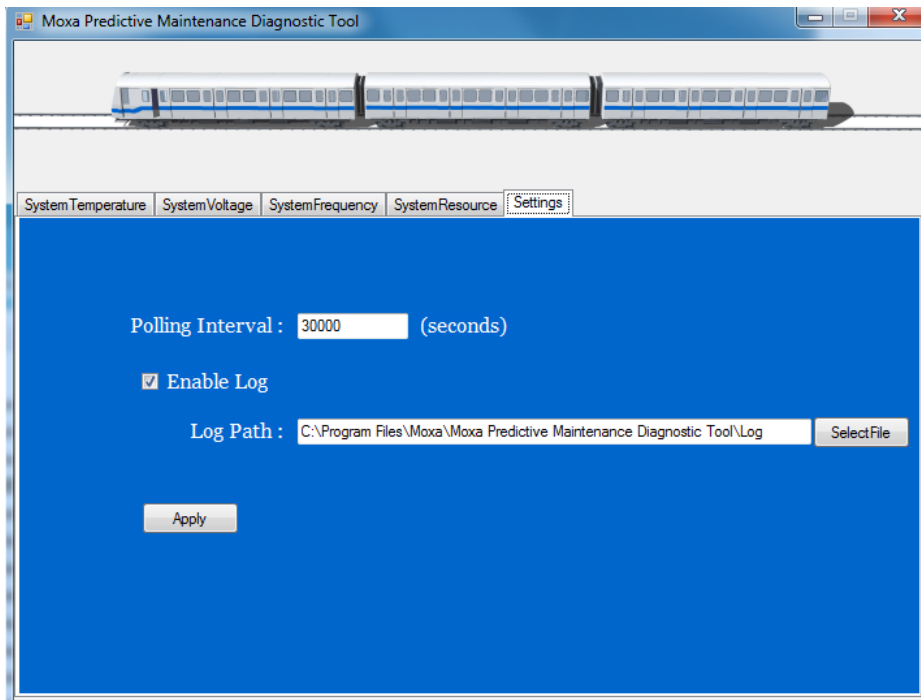 Moxa Predictive Maintenance Diagnostic Tool
SystemTemperature SystemVoltage SystemFrequency SystemResource Settings
Polling Interval : 30000 (seconds)
Enable Log
Log Path : C:\Program Files\Moxa\Moxa Predictive Maintenance Diagnostic Tool\Log SelectFile
Apply